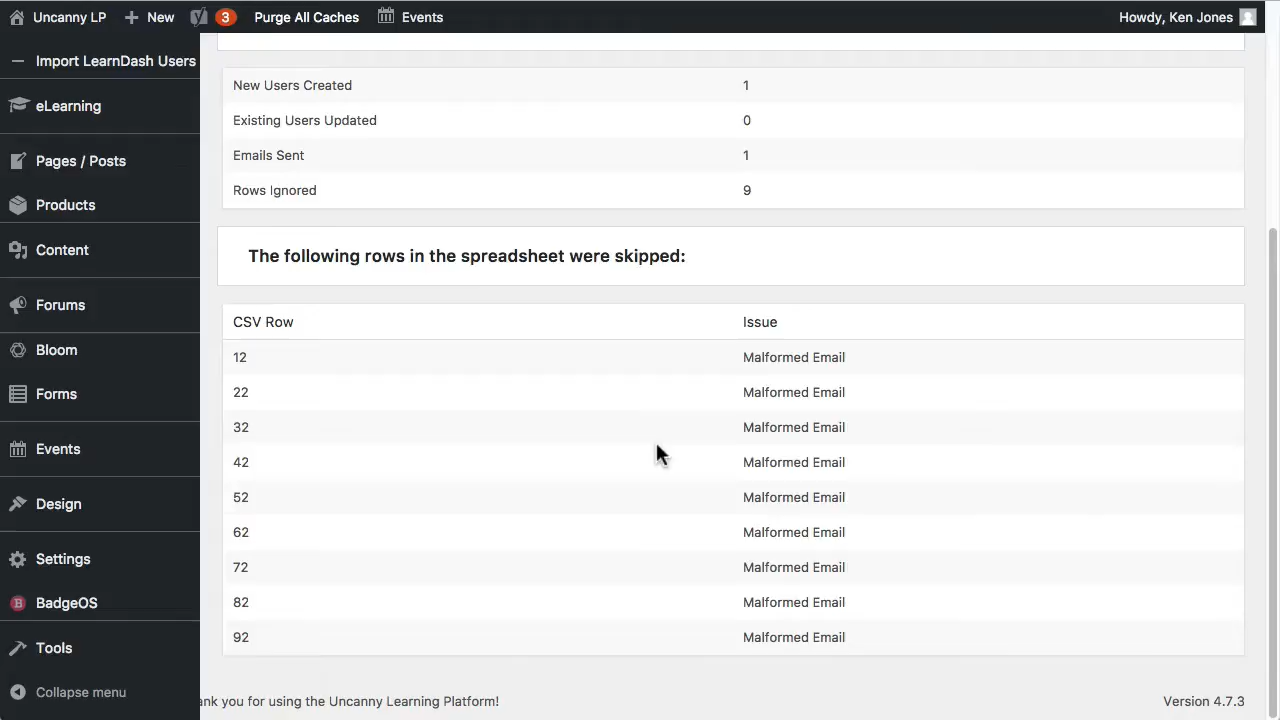 Uncanny LP New 3 Purge All Caches Events Howdy, Ken Jones
Import LearnDash Users
eLearning
Pages / Posts
Products
Content
Forums
Bloom
Forms
Events
Design
Settings
BadgeOS
Tools
Collapse menu
New Users Created 1
Existing Users Updated 0
Emails Sent 1
Rows Ignored 9
The following rows in the spreadsheet were skipped:
CSV Row Issue
12 Malformed Email
22 Malformed Email
32 Malformed Email
42 Malformed Email
52 Malformed Email
62 Malformed Email
72 Malformed Email
82 Malformed Email
92 Malformed Email
ank you for using the Uncanny Learning Platform! Version 4.7.3